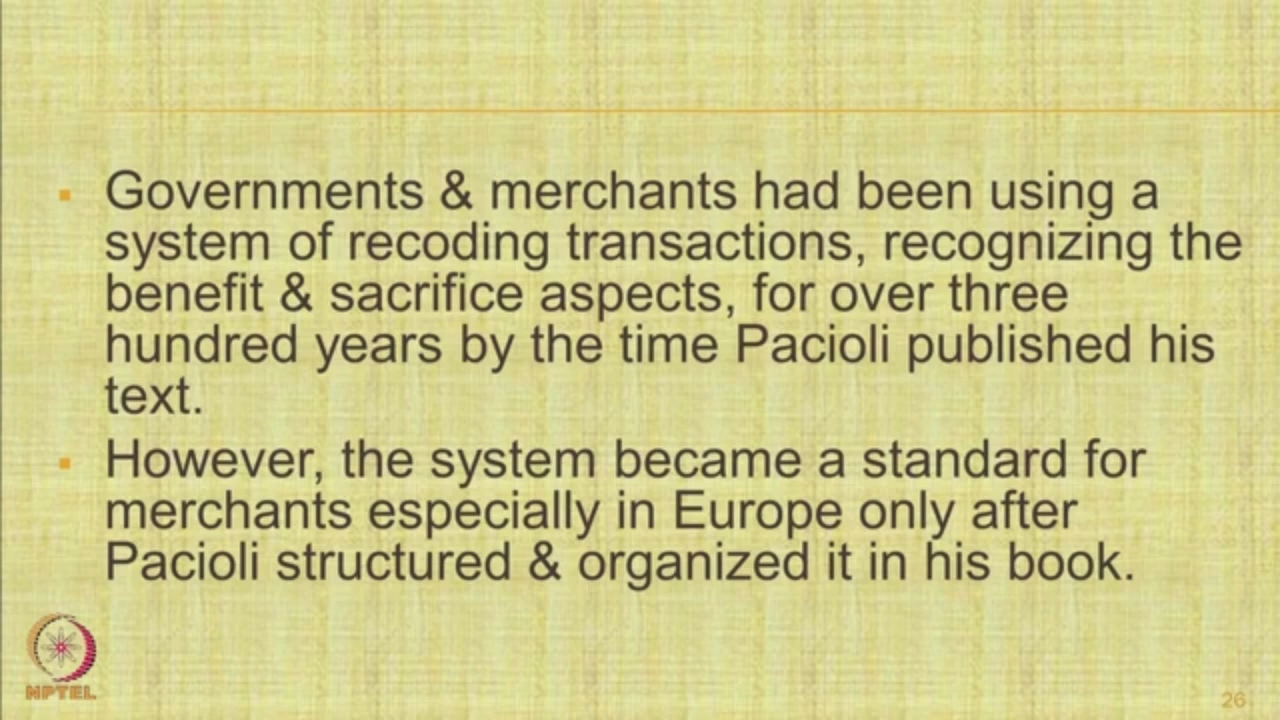 Governments & merchants had been using a
system of recoding transactions, recognizing the
benefit & sacrifice aspects, for over three
hundred years by the time Pacioli published his
text.
However, the system became a standard for
merchants especially in Europe only after
Pacioli structured & organized it in his book.
NPTEL
26